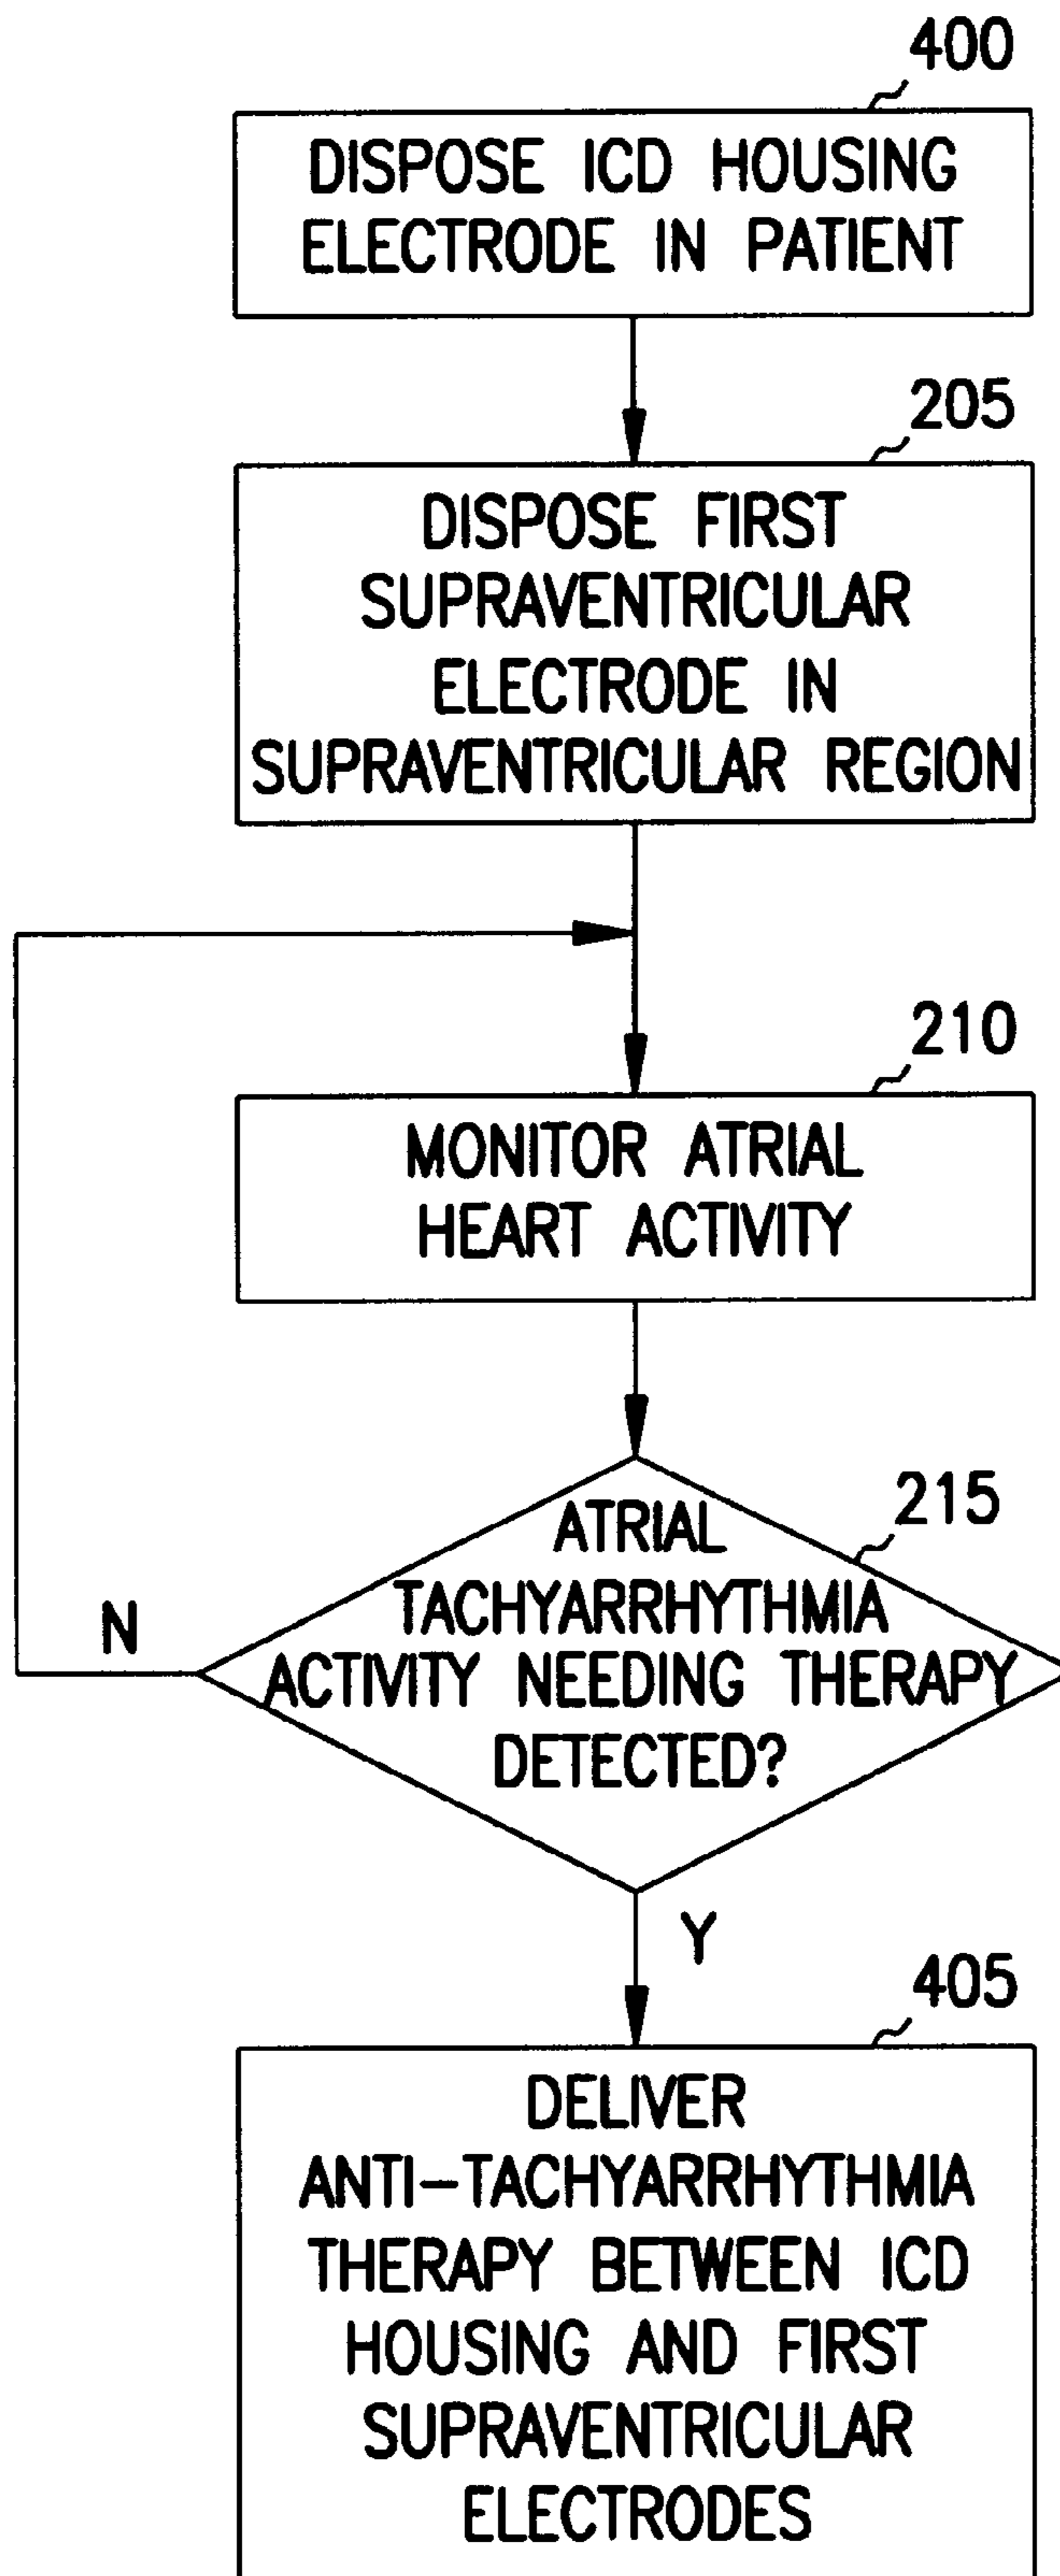 400
DISPOSE ICD HOUSING
ELECTRODE IN PATIENT
205
DISPOSE FIRST
SUPRAVENTRICULAR
ELECTRODE IN
SUPRAVENTRICULAR REGION
210
MONITOR ATRIAL
HEART ACTIVITY
215
ATRIAL
TACHYARRHYTHMIA
ACTIVITY NEEDING THERAPY
DETECTED?
N
Y
405
DELIVER
ANTI-TACHYARRHYTHMIA
THERAPY BETWEEN ICD
HOUSING AND FIRST
SUPRAVENTRICULAR
ELECTRODES